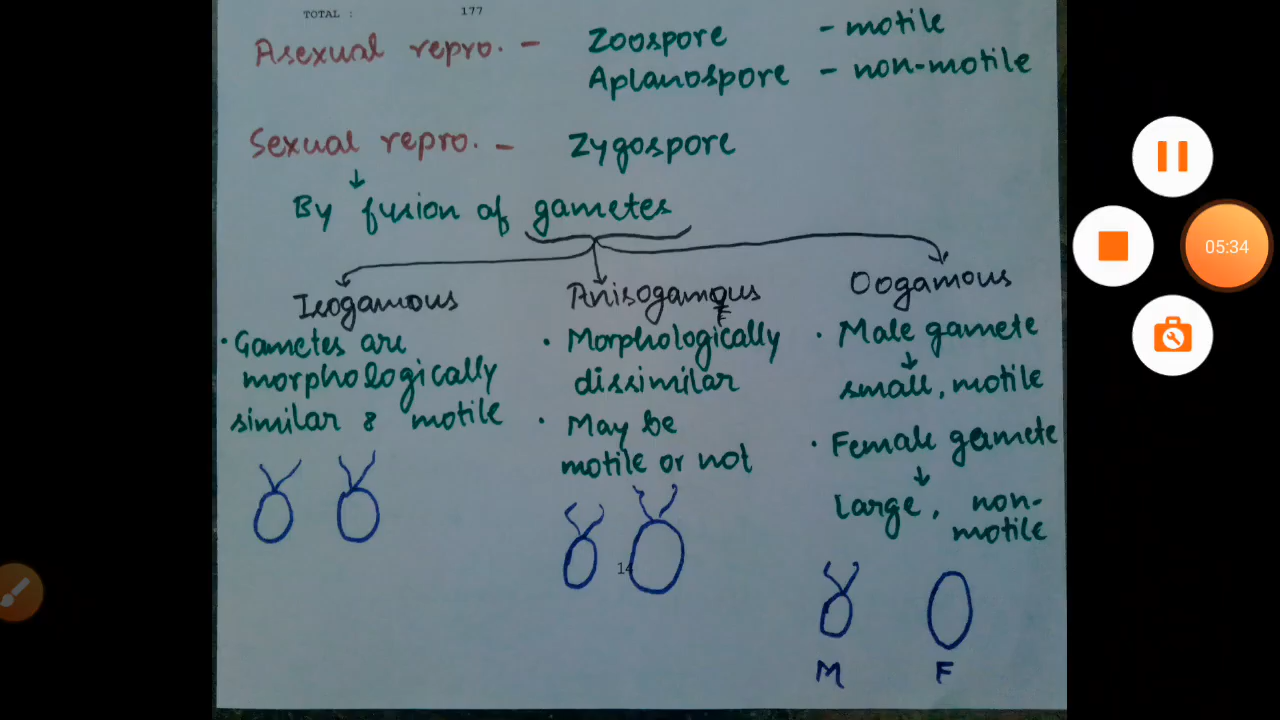 TOTAL : 177
Asexual repro. - Zoospore - motile
Aplanospore - non-motile
Sexual repro. - Zygospore
By fusion of gametes
Isogamous Anisogamous Oogamous
• Gametes are
morphologically
similar & motile
• Morphologically
dissimilar
• May be
motile or not
• Male gamete
small, motile
• Female gamete
large, non-
motile
14
M F
05:34